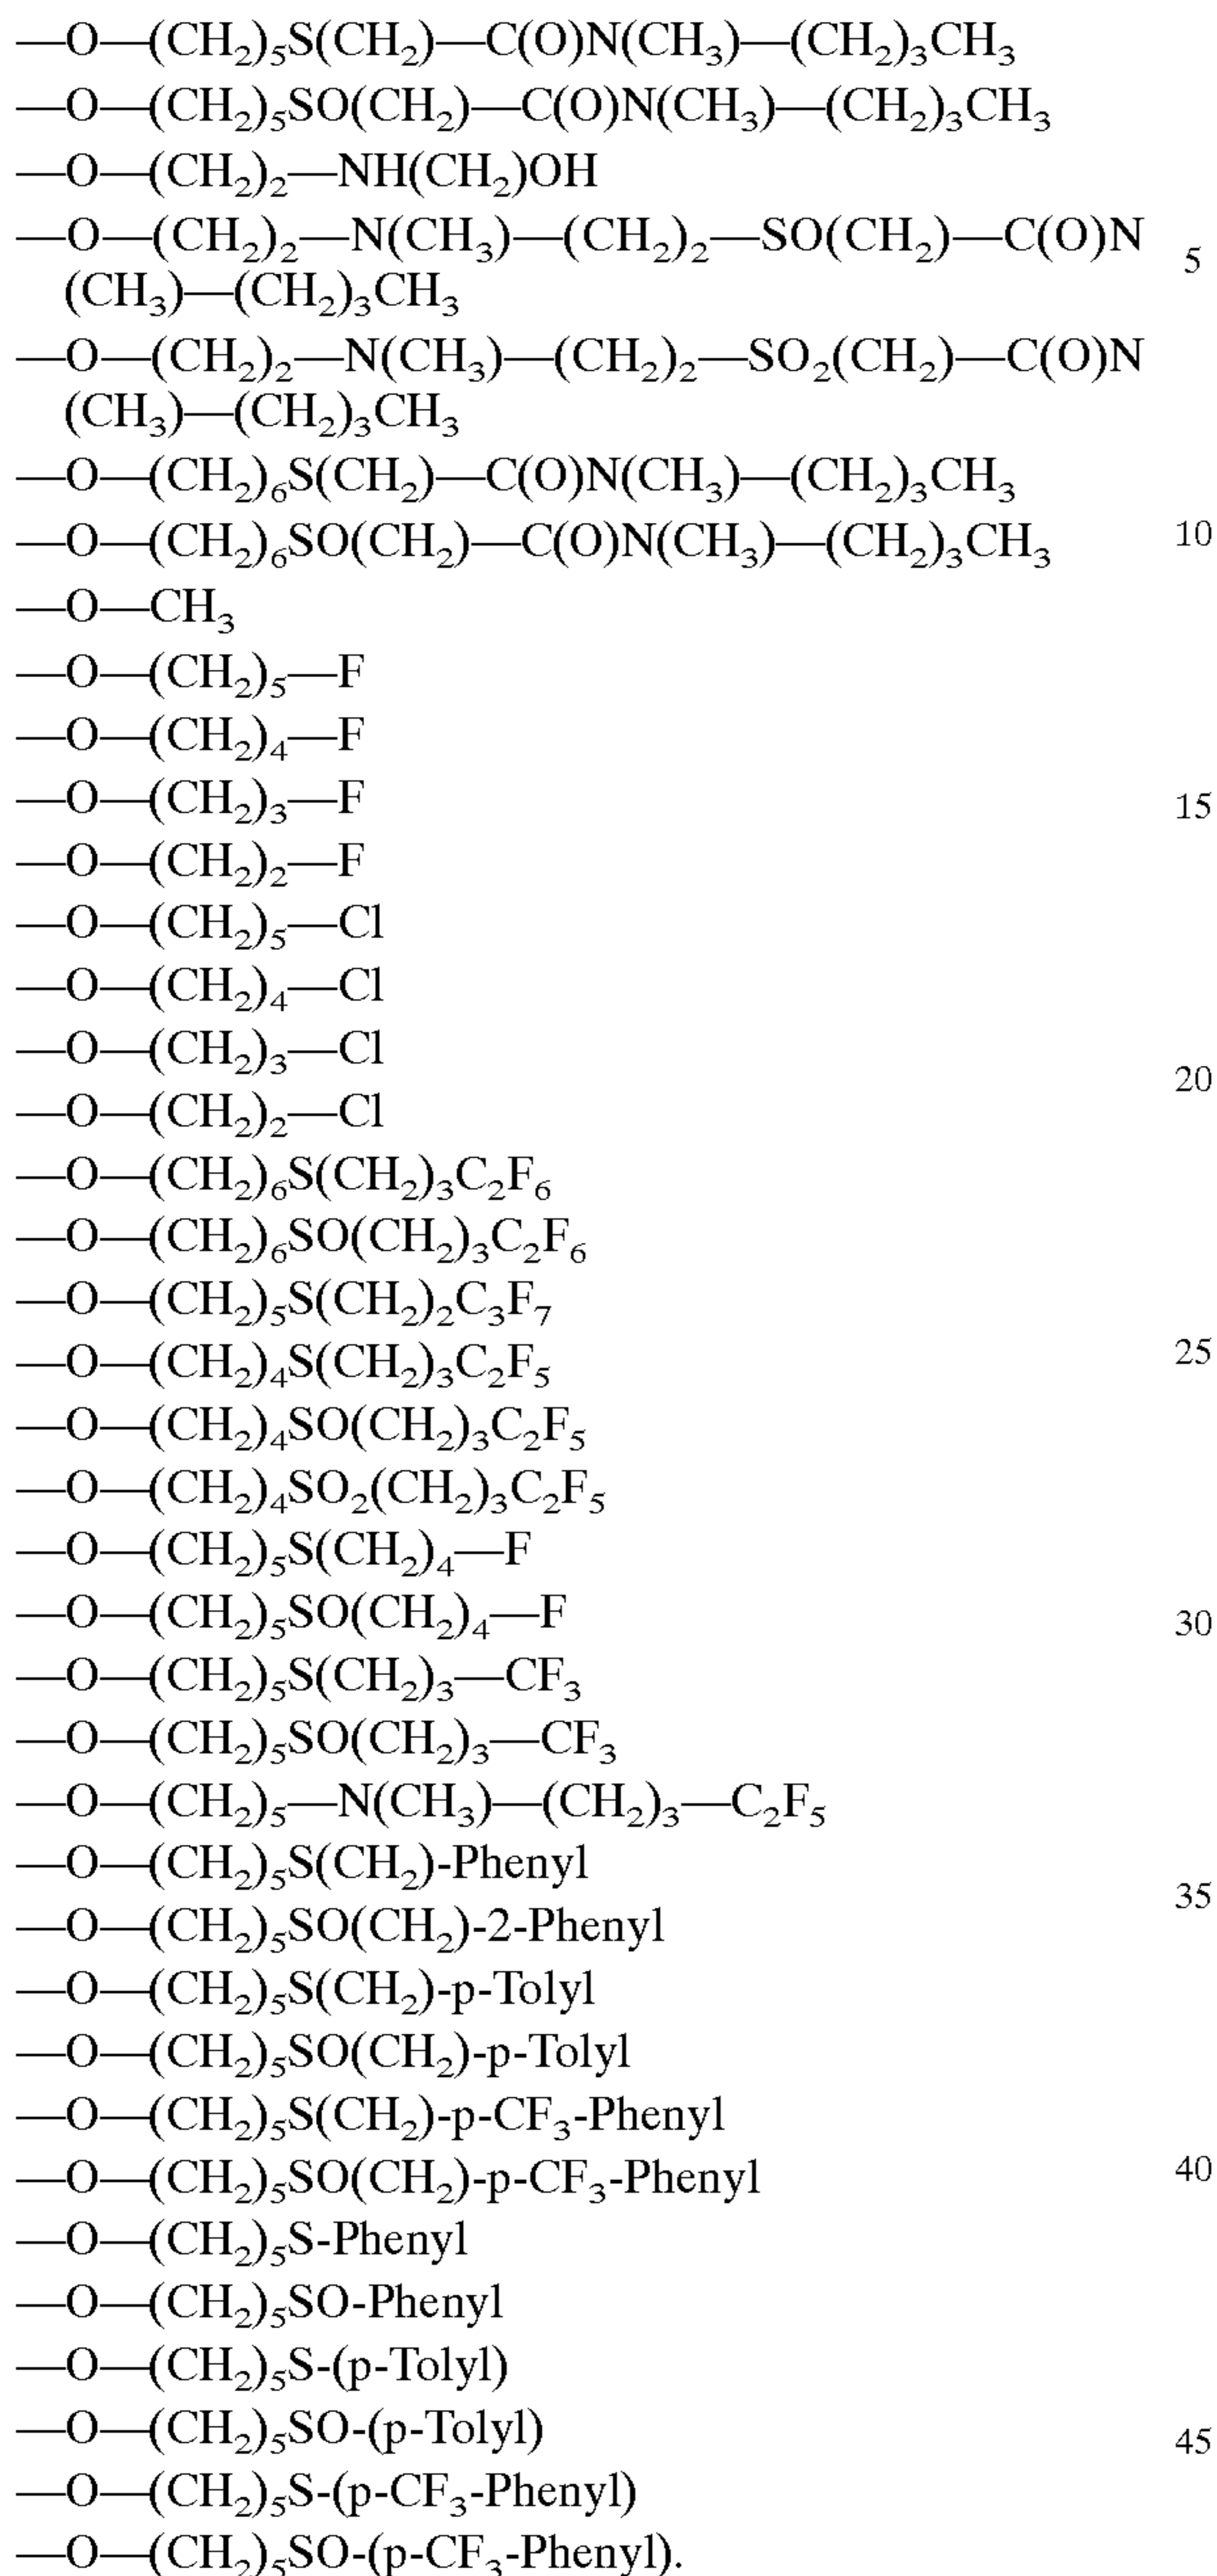 —O—(CH₂)₅S(CH₂)—C(O)N(CH₃)—(CH₂)₃CH₃
—O—(CH₂)₅SO(CH₂)—C(O)N(CH₃)—(CH₂)₃CH₃
—O—(CH₂)₂—NH(CH₂)OH
—O—(CH₂)₂—N(CH₃)—(CH₂)₂—SO(CH₂)—C(O)N
5
(CH₃)—(CH₂)₃CH₃
—O—(CH₂)₂—N(CH₃)—(CH₂)₂—SO₂(CH₂)—C(O)N
(CH₃)—(CH₂)₃CH₃
—O—(CH₂)₆S(CH₂)—C(O)N(CH₃)—(CH₂)₃CH₃
—O—(CH₂)₆SO(CH₂)—C(O)N(CH₃)—(CH₂)₃CH₃
10
—O—CH₃
—O—(CH₂)₅—F
—O—(CH₂)₄—F
—O—(CH₂)₃—F
15
—O—(CH₂)₂—F
—O—(CH₂)₅—Cl
—O—(CH₂)₄—Cl
—O—(CH₂)₃—Cl
20
—O—(CH₂)₂—Cl
—O—(CH₂)₆S(CH₂)₃C₂F₆
—O—(CH₂)₆SO(CH₂)₃C₂F₆
—O—(CH₂)₅S(CH₂)₂C₃F₇
—O—(CH₂)₄S(CH₂)₃C₂F₅
25
—O—(CH₂)₄SO(CH₂)₃C₂F₅
—O—(CH₂)₄SO₂(CH₂)₃C₂F₅
—O—(CH₂)₅S(CH₂)₄—F
—O—(CH₂)₅SO(CH₂)₄—F
30
—O—(CH₂)₅S(CH₂)₃—CF₃
—O—(CH₂)₅SO(CH₂)₃—CF₃
—O—(CH₂)₅—N(CH₃)—(CH₂)₃—C₂F₅
—O—(CH₂)₅S(CH₂)-Phenyl
35
—O—(CH₂)₅SO(CH₂)-2-Phenyl
—O—(CH₂)₅S(CH₂)-p-Tolyl
—O—(CH₂)₅SO(CH₂)-p-Tolyl
—O—(CH₂)₅S(CH₂)-p-CF₃-Phenyl
—O—(CH₂)₅SO(CH₂)-p-CF₃-Phenyl
40
—O—(CH₂)₅S-Phenyl
—O—(CH₂)₅SO-Phenyl
—O—(CH₂)₅S-(p-Tolyl)
—O—(CH₂)₅SO-(p-Tolyl)
45
—O—(CH₂)₅S-(p-CF₃-Phenyl)
—O—(CH₂)₅SO-(p-CF₃-Phenyl).